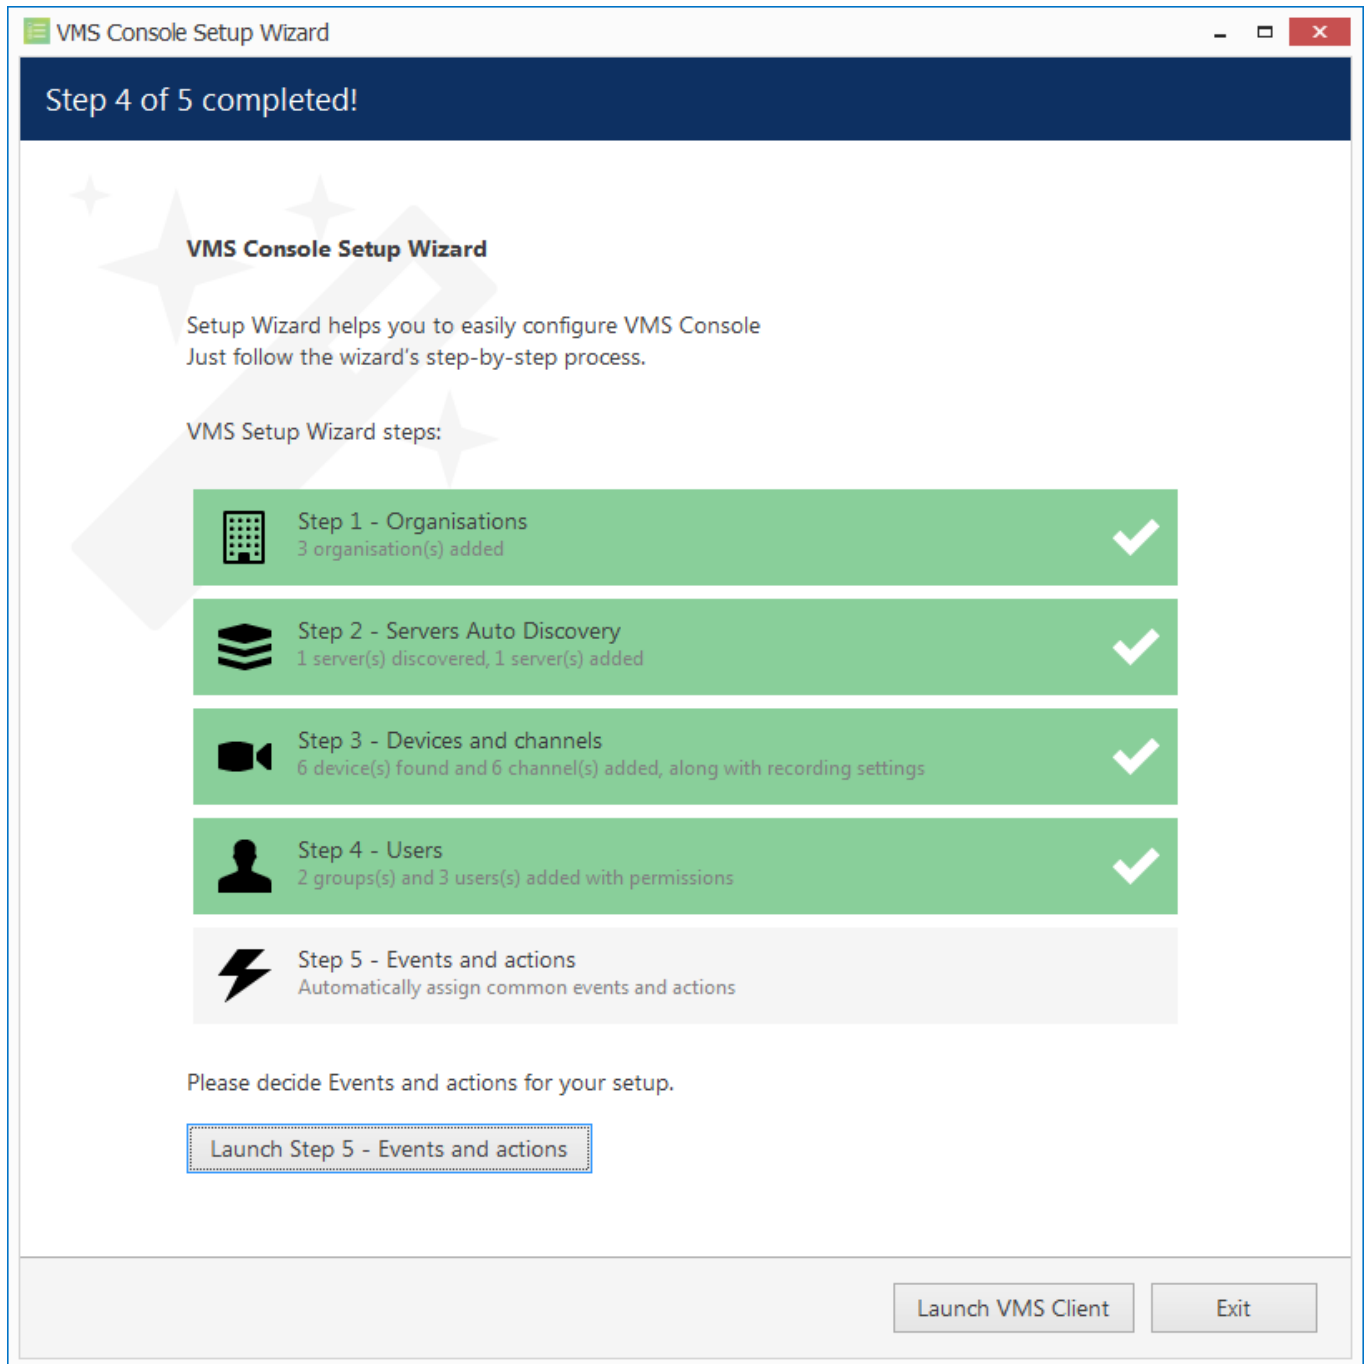 VMS Console Setup Wizard
Step 4 of 5 completed!
VMS Console Setup Wizard
Setup Wizard helps you to easily configure VMS Console
Just follow the wizard's step-by-step process.
VMS Setup Wizard steps:
Step 1 - Organisations
3 organisation(s) added
Step 2 - Servers Auto Discovery
1 server(s) discovered, 1 server(s) added
Step 3 - Devices and channels
6 device(s) found and 6 channel(s) added, along with recording settings
Step 4 - Users
2 groups(s) and 3 users(s) added with permissions
Step 5 - Events and actions
Automatically assign common events and actions
Please decide Events and actions for your setup.
Launch Step 5 - Events and actions
Launch VMS Client
Exit